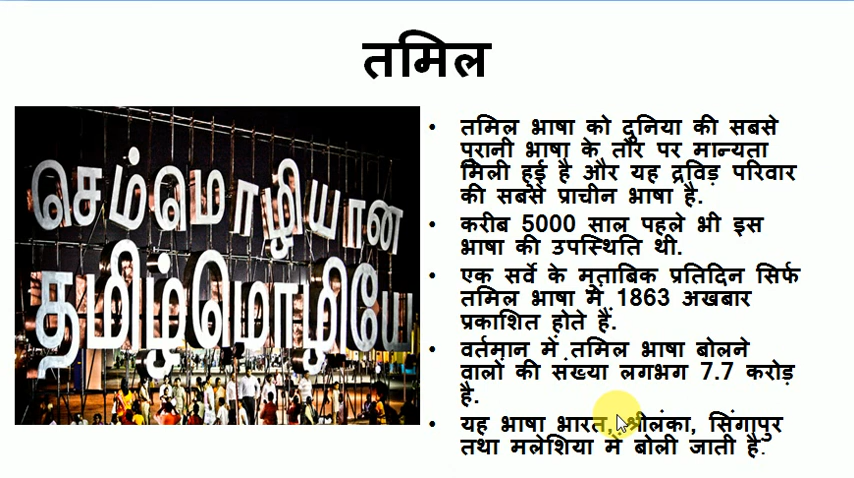 तमिल
செம்மொழியான
தமிழ்மொழியே
• तमिल भाषा को दुनिया की सबसे
पुरानी भाषा के तौर पर मान्यता
मिली हुई है और यह द्रविड़ परिवार
की सबसे प्राचीन भाषा है.
• करीब 5000 साल पहले भी इस
भाषा की उपस्थिति थी.
• एक सर्वे के मुताबिक प्रतिदिन सिर्फ
तमिल भाषा में 1863 अखबार
प्रकाशित होते हैं.
• वर्तमान में तमिल भाषा बोलने
वालों की संख्या लगभग 7.7 करोड़
है.
• यह भाषा भारत, श्रीलंका, सिंगापुर
तथा मलेशिया में बोली जाती है.